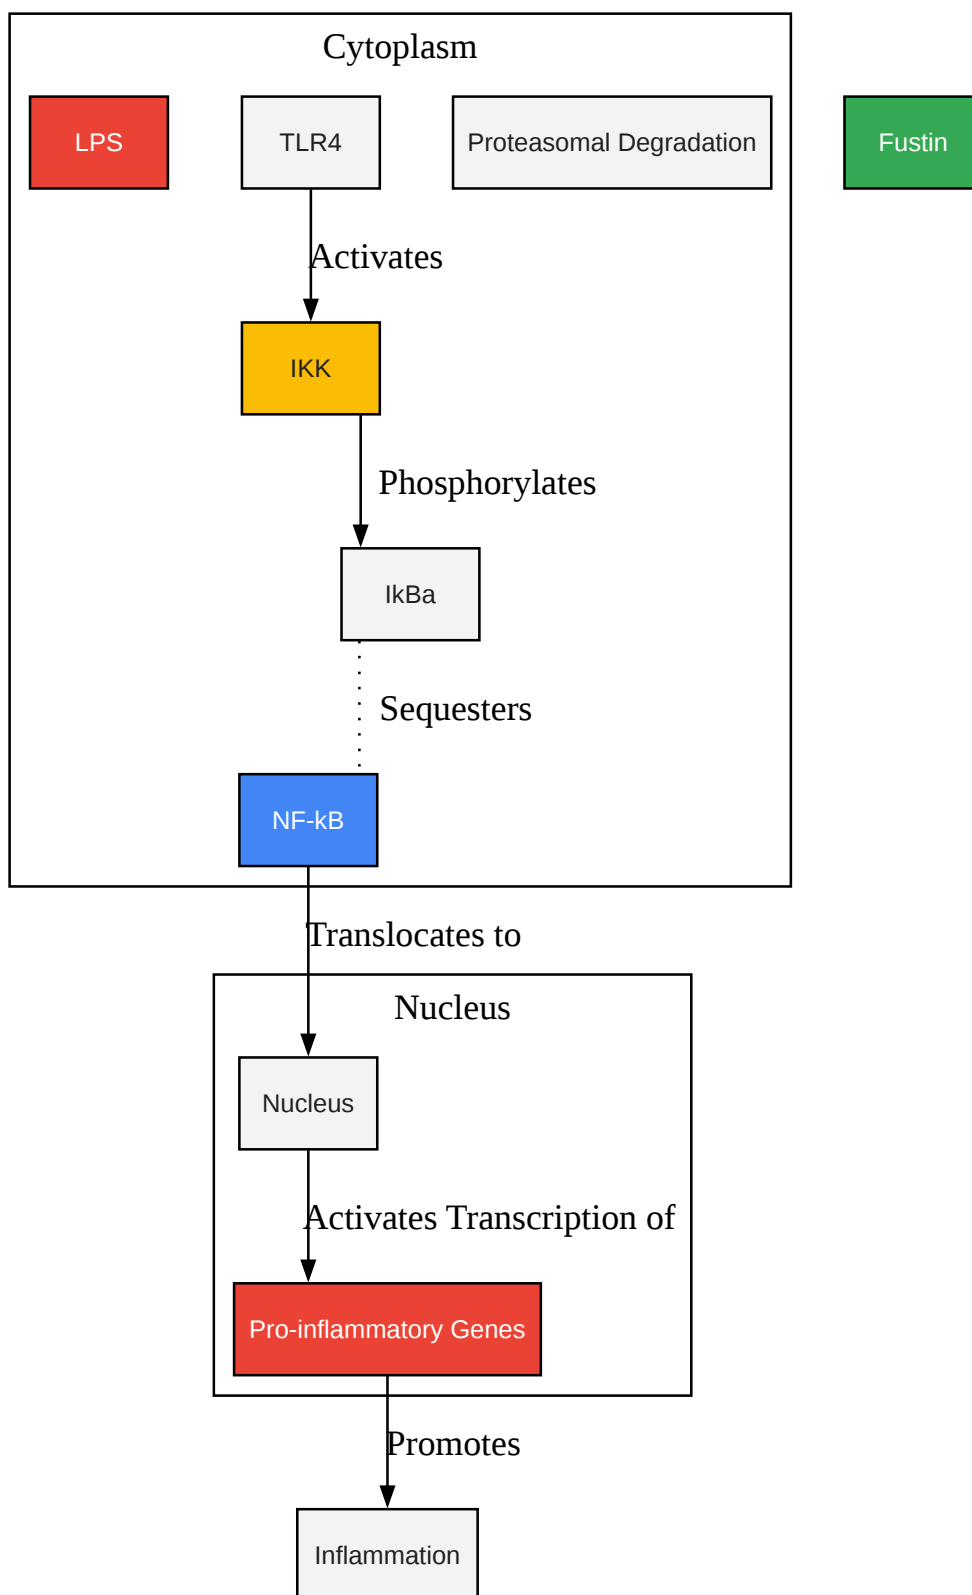 Cytoplasm
LPS
TLR4
Proteasomal Degradation
Fustin
Activates
IKK
Phosphorylates
IkBa
Sequesters
NF-kB
Translocates to
Nucleus
Nucleus
Activates Transcription of
Pro-inflammatory Genes
Promotes
Inflammation